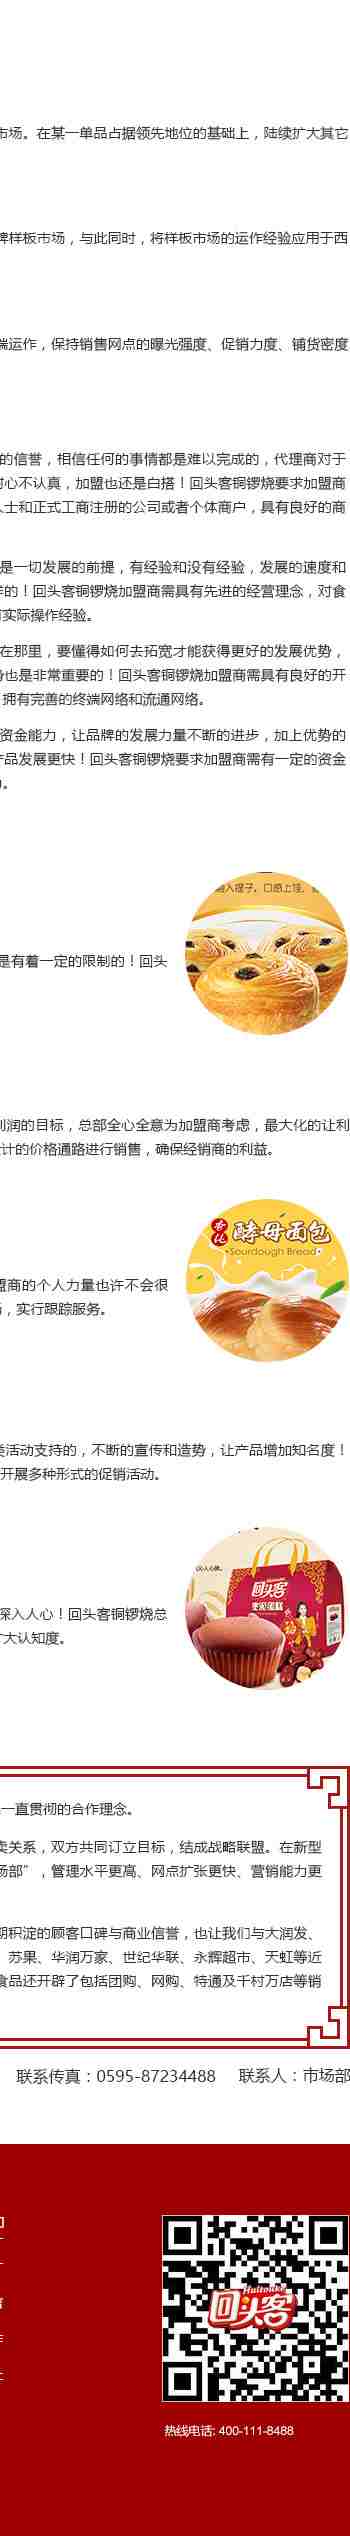 市场。在某一单品占据领先地位的基础上，陆续扩大其它
牌样板市场，与此同时，将样板市场的运作经验应用于西
端运作，保持销售网点的曝光强度、促销力度、铺货密度
的信誉，相信任何的事情都是难以完成的，代理商对于
心不认真，加盟也还是白搭！回头客铜锣烧要求加盟商
人士和正式工商注册的公司或者个体商户，具有良好的商
是一切发展的前提，有经验和没有经验，发展的速度和
样的！回头客铜锣烧加盟商需具有先进的经营理念，对食
实际操作经验。
在那里，要懂得如何去拓宽才能获得更好的发展优势，
也是非常重要的！回头客铜锣烧加盟商需具有良好的开
拥有完善的终端网络和流通网络。
资金能力，让品牌的发展力量不断的进步，加上优势的
产品发展更快！回头客铜锣烧要求加盟商需有一定的资金
。
融入提子，口感上佳，
是有着一定的限制的！回头
利润的目标，总部全心全意为加盟商考虑，最大化的让利
计的价格通路进行销售，确保经销商的利益。
酵母面包
Sourdough Bread
盟商的个人力量也许不会很
，实行跟踪服务。
类活动支持的，不断的宣传和造势，让产品增加知名度！
开展多种形式的促销活动。
回头客
深入人心！回头客铜锣烧总
扩大认知度。
一直贯彻的合作理念。
卖关系，双方共同订立目标，结成战略联盟。在新型
场部”，管理水平更高、网点扩张更快、营销能力更
期积淀的顾客口碑与商业信誉，也让我们与大润发、
苏果、华润万家、世纪华联、永辉超市、天虹等近
食品还开辟了包括团购、网购、特通及千村万店等销
联系传真：0595-87234488 联系人：市场部
Huitouke
回头客
热线电话: 400-111-8488